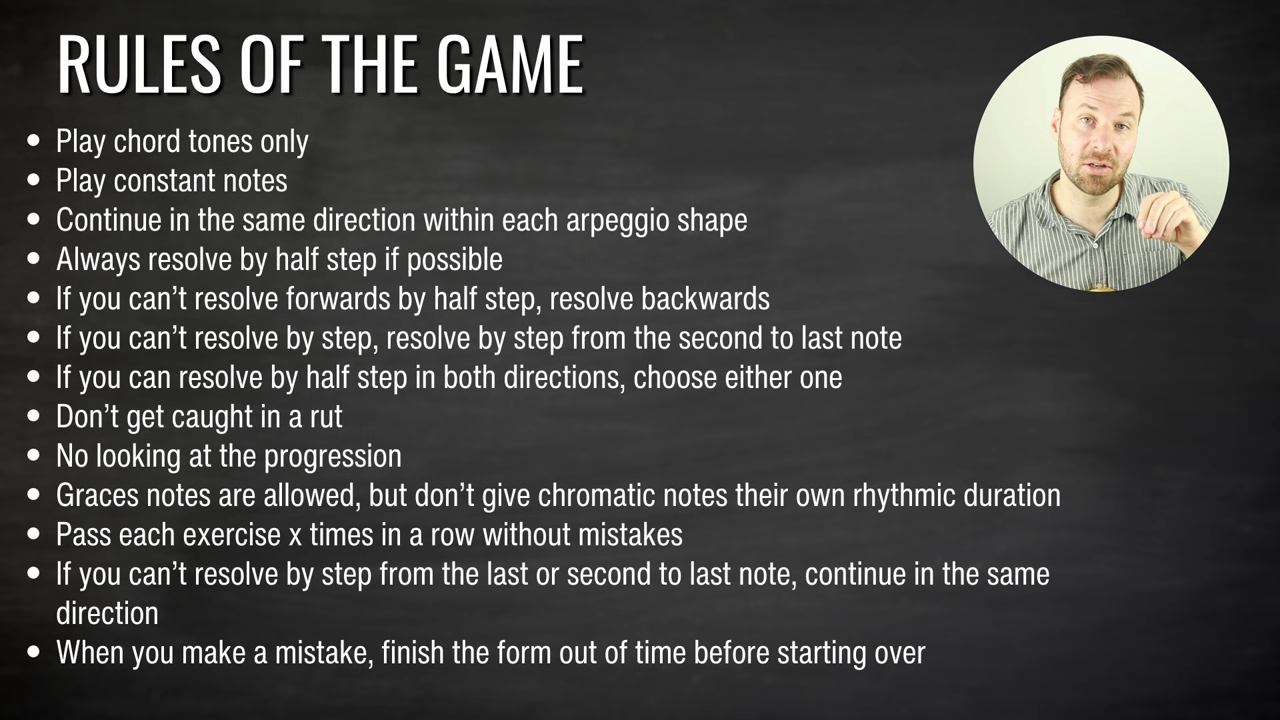 RULES OF THE GAME
• Play chord tones only
• Play constant notes
• Continue in the same direction within each arpeggio shape
• Always resolve by half step if possible
• If you can’t resolve forwards by half step, resolve backwards
• If you can’t resolve by step, resolve by step from the second to last note
• If you can resolve by half step in both directions, choose either one
• Don’t get caught in a rut
• No looking at the progression
• Graces notes are allowed, but don’t give chromatic notes their own rhythmic duration
• Pass each exercise x times in a row without mistakes
• If you can’t resolve by step from the last or second to last note, continue in the same
direction
• When you make a mistake, finish the form out of time before starting over